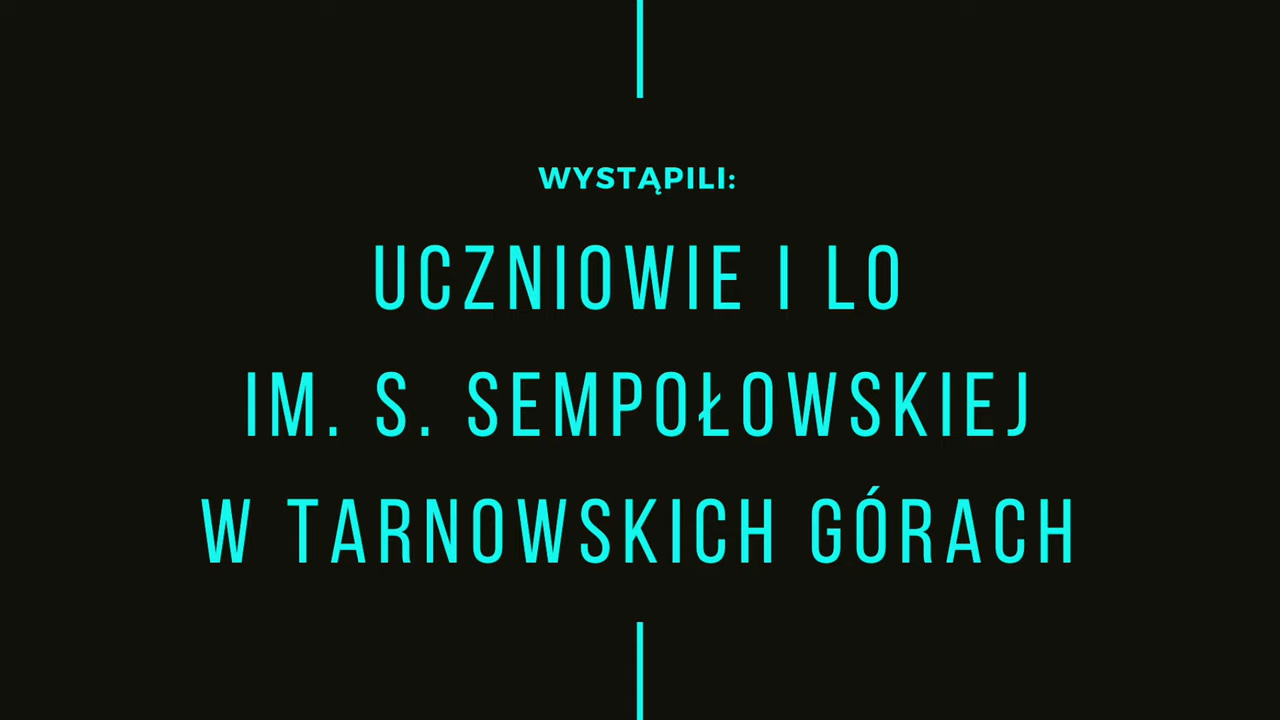 WYSTĄPILI:
UCZNIOWIE I LO
IM. S. SEMPOŁOWSKIEJ
W TARNOWSKICH GÓRACH